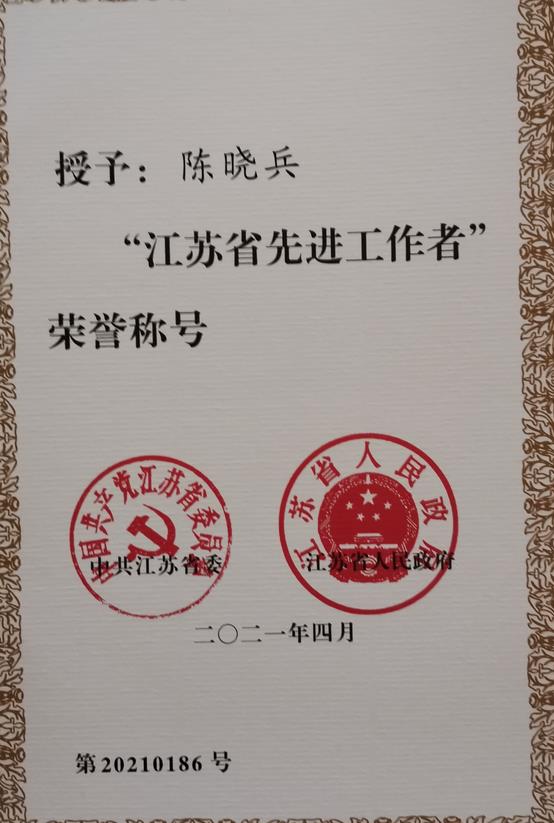 授予：陈晓兵
“江苏省先进工作者”
荣誉称号
中国共产党江苏省委员会
江苏省人民政府
中共江苏省委
江苏省人民政府
二〇二一年四月
第20210186号